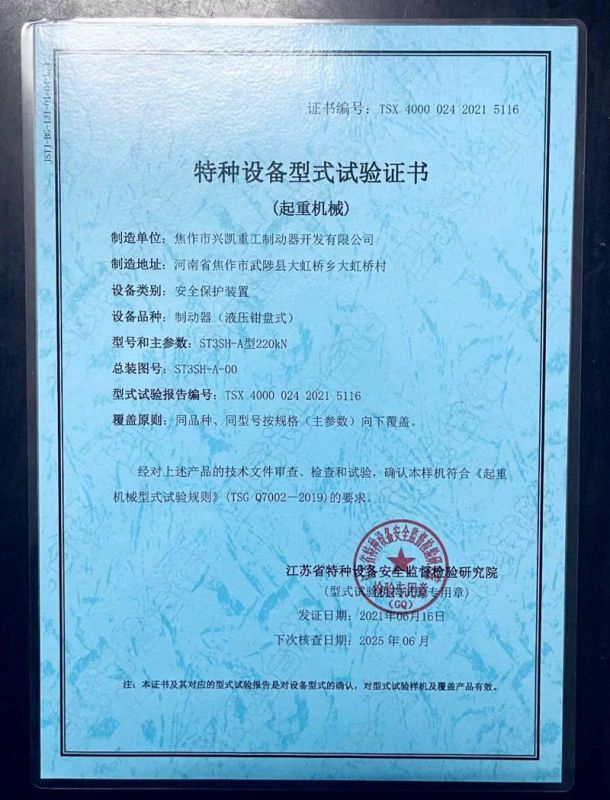 证书编号：TSX 4000 024 2021 5116
特种设备型式试验证书
(起重机械)
制造单位：焦作市兴凯重工制动器开发有限公司
制造地址：河南省焦作市武陟县大虹桥乡大虹桥村
设备类别：安全保护装置
设备品种：制动器（液压钳盘式）
型号和主参数：ST3SH-A型220kN
总装图号：ST3SH-A-00
型式试验报告编号：TSX 4000 024 2021 5116
覆盖原则：同品种、同型号按规格（主参数）向下覆盖。
经对上述产品的技术文件审查、检查和试验，确认本样机符合《起重
机械型式试验规则》(TSG Q7002－2019)的要求。
江苏省特种设备安全监督检验研究院
检验专用章
(GQ)
发证日期：2021年06月16日
下次核查日期：2025 年 06 月
注：本证书及其对应的型式试验报告是对设备型式的确认，对型式试验样机及覆盖产品有效。